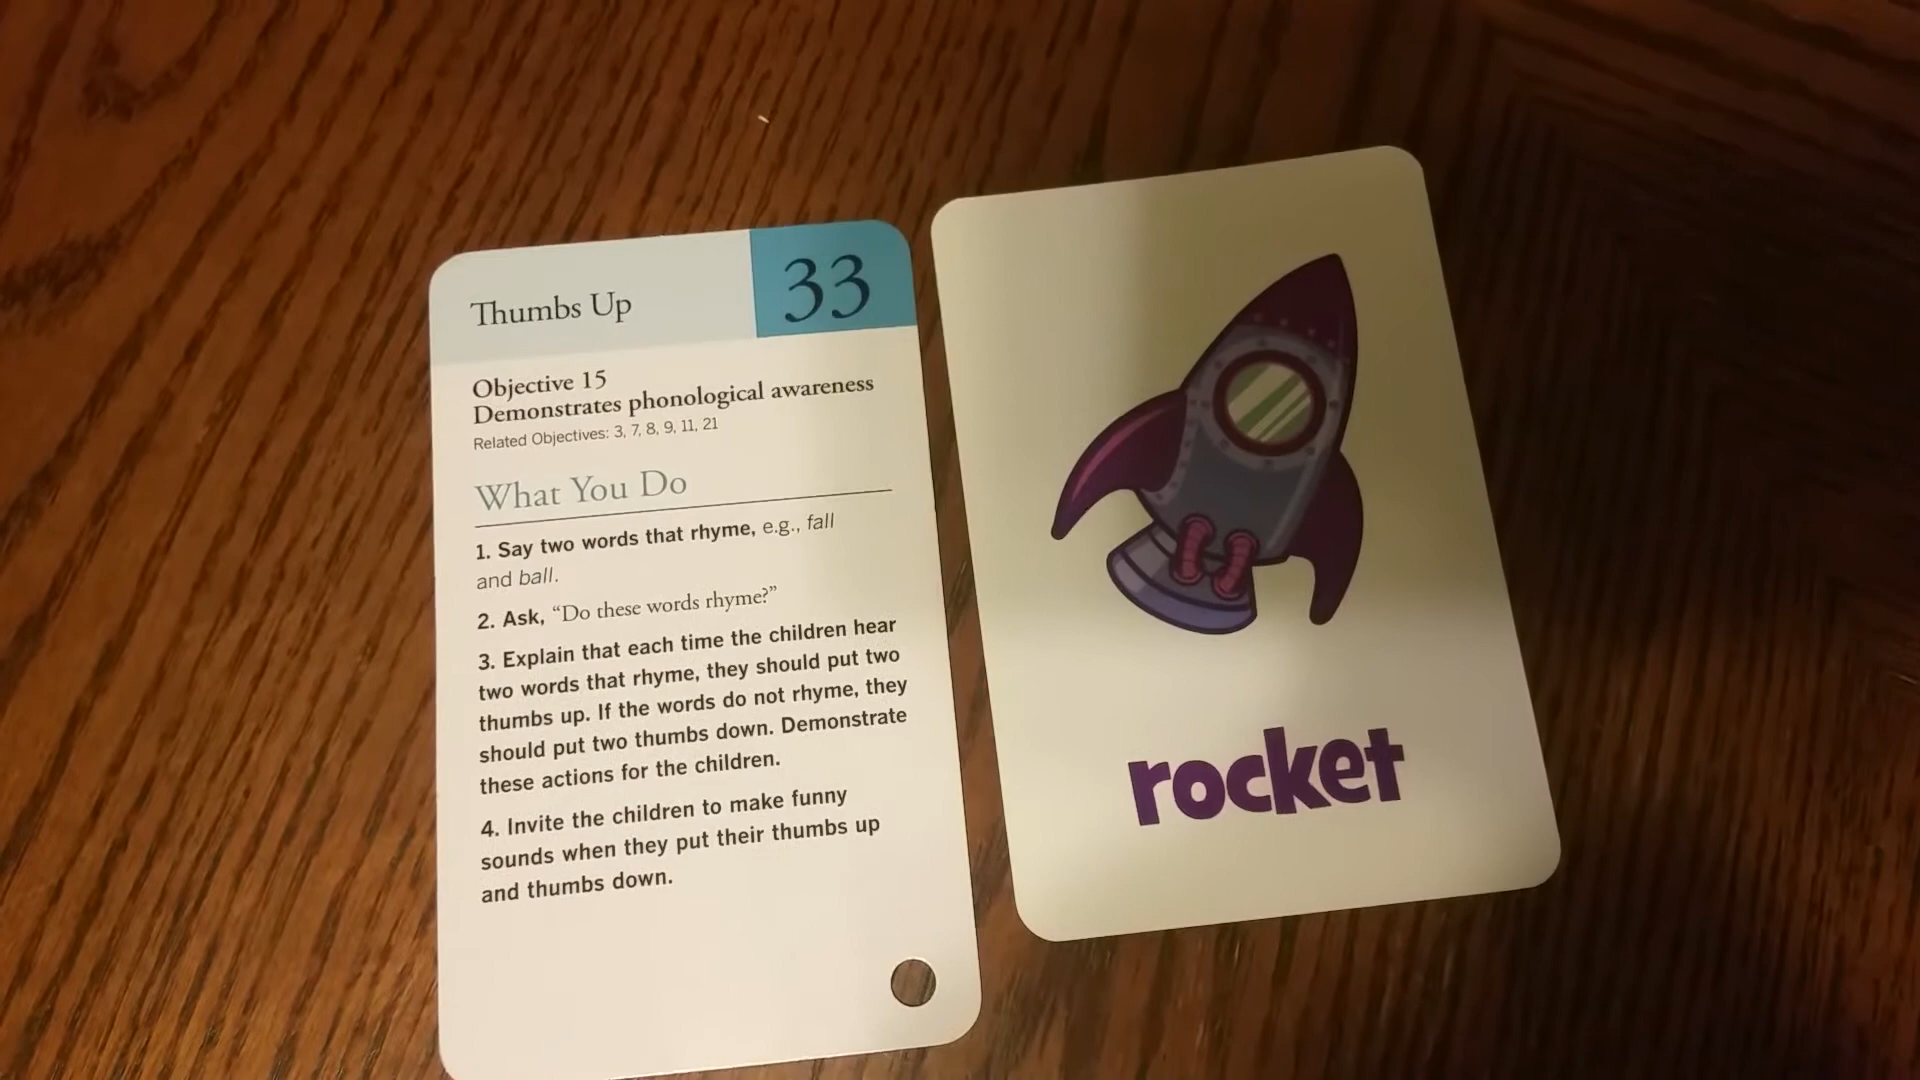 Thumbs Up
33
Objective 15
Demonstrates phonological awareness
Related Objectives: 3, 7, 8, 9, 11, 21
What You Do
1. Say two words that rhyme, e.g., fall
and ball.
2. Ask, “Do these words rhyme?”
3. Explain that each time the children hear
two words that rhyme, they should put two
thumbs up. If the words do not rhyme, they
should put two thumbs down. Demonstrate
these actions for the children.
4. Invite the children to make funny
sounds when they put their thumbs up
and thumbs down.
rocket